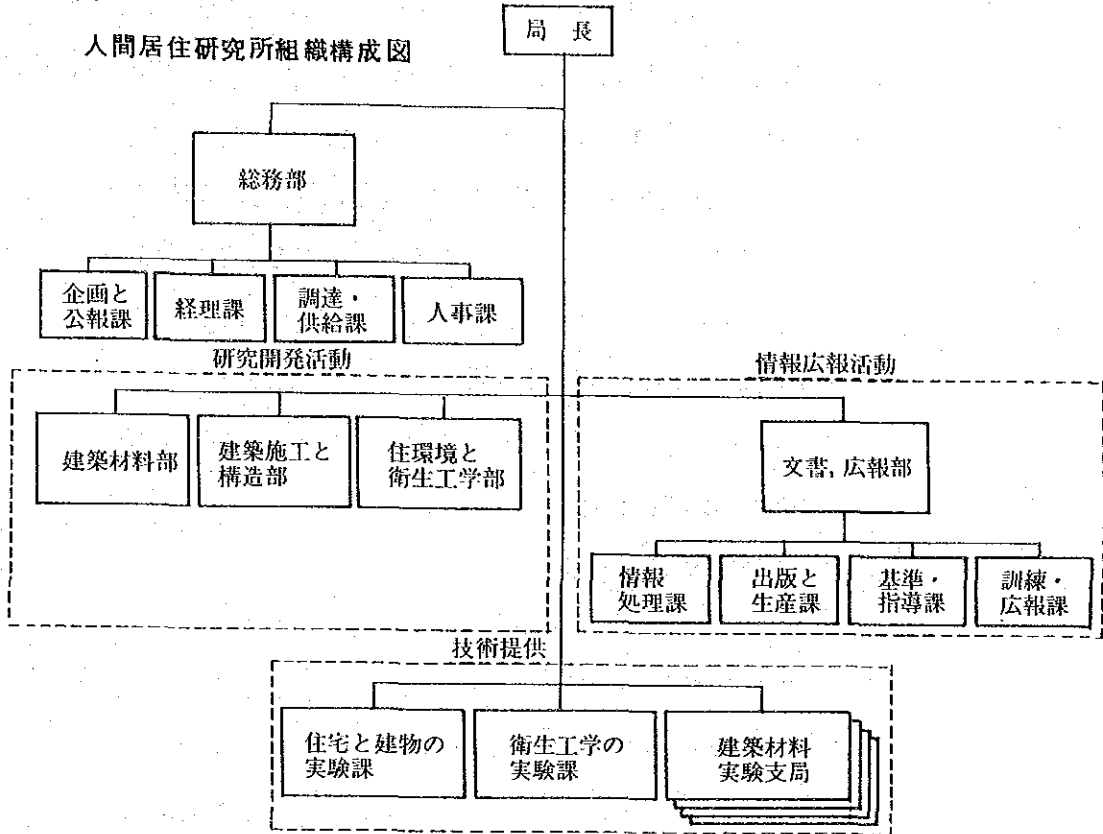 局長
人間居住研究所組織構成図
総務部
企画と
公報課
経理課
調達・
供給課
人事課
研究開発活動
情報広報活動
建築材料部
建築施工と
構造部
住環境と
衛生工学部
文書,広報部
情報
処理課
出版と
生産課
基準・
指導課
訓練・
広報課
技術提供
住宅と建物の
実験課
衛生工学の
実験課
建築材料
実験支局